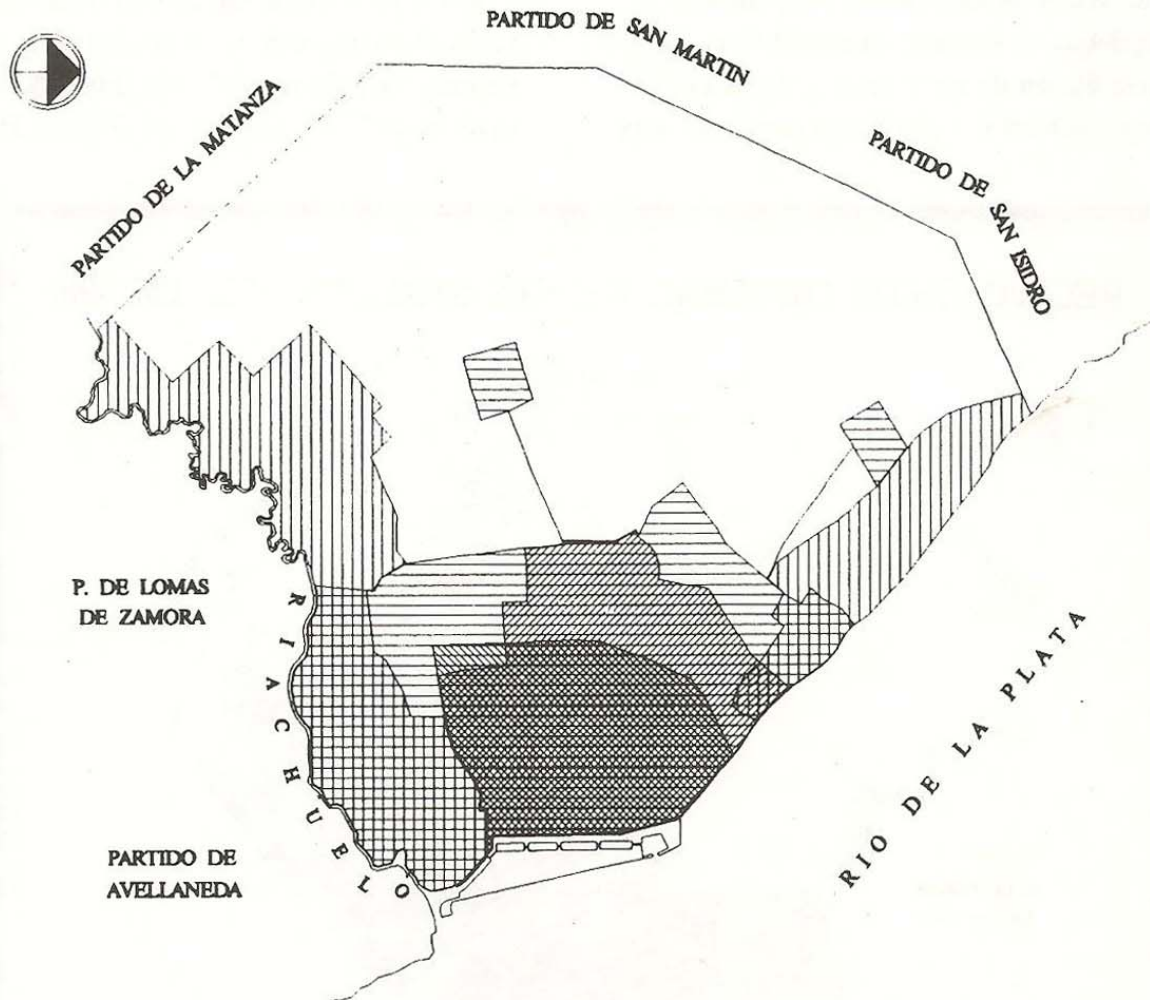 PARTIDO DE SAN MARTIN
PARTIDO DE LA MATANZA
PARTIDO DE SAN ISIDRO
P. DE LOMAS
DE ZAMORA
RIACHUELO
RIO DE LA PLATA
PARTIDO DE
AVELLANEDA